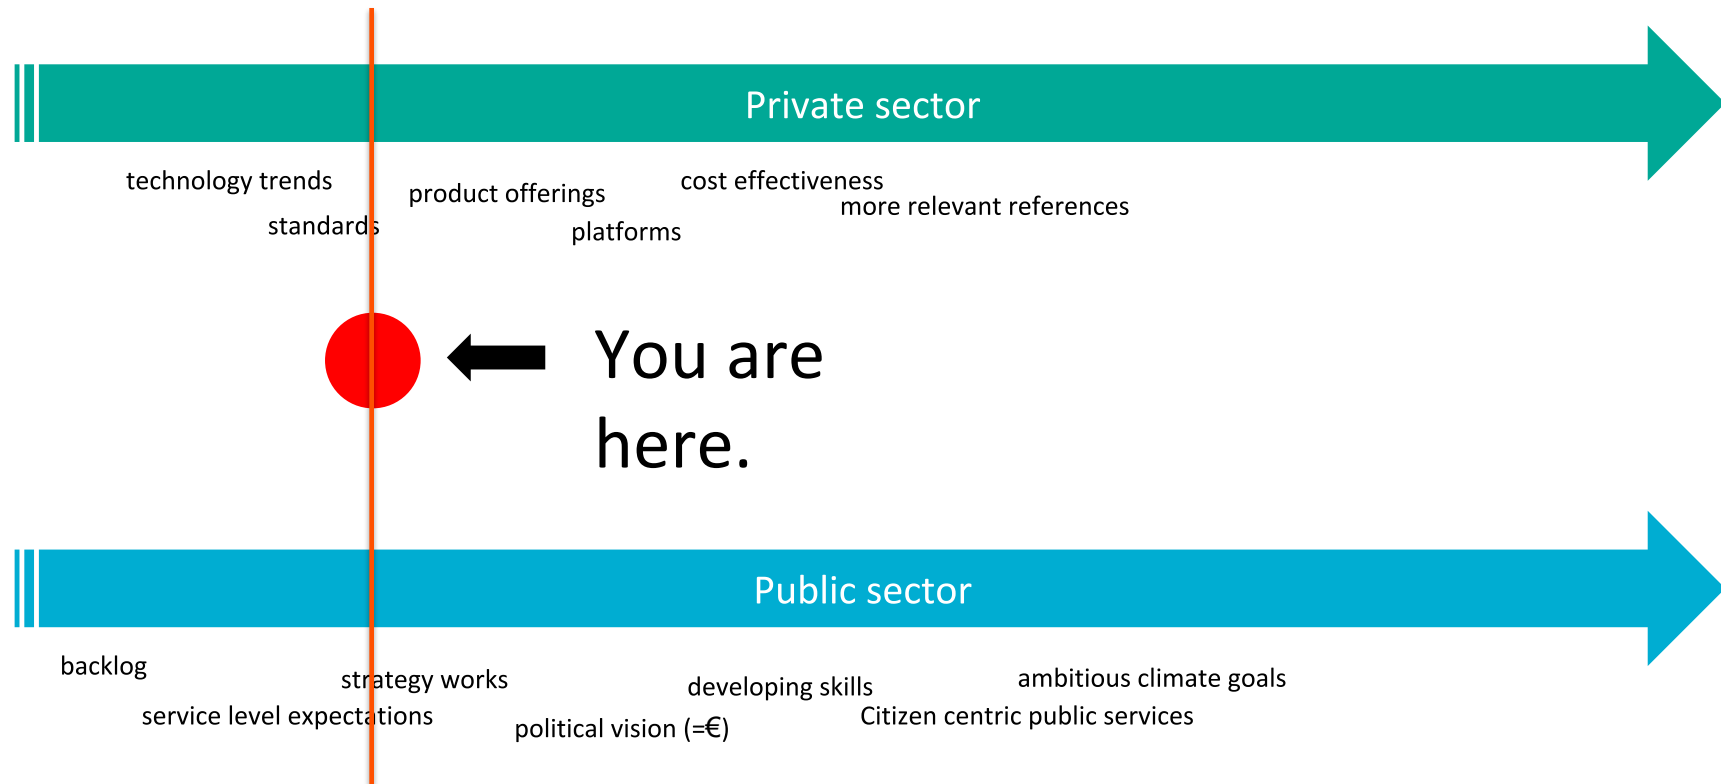 Private sector
technology trends
product offerings
cost effectiveness
more relevant references
standards
platforms
You are
here.
Public sector
backlog
strategy works
developing skills
ambitious climate goals
service level expectations
political vision (=€)
Citizen centric public services